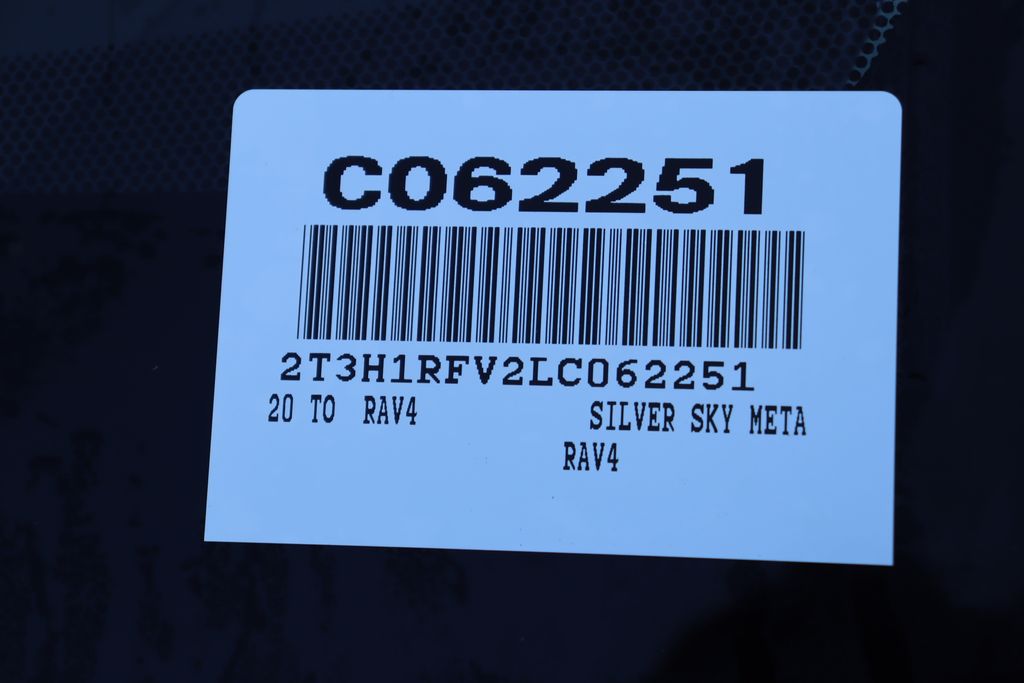 C062251
2T3H1RFV2LC062251
20 TO RAV4 SILVER SKY META
RAV4